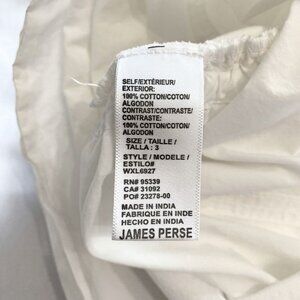 SELF/EXTÉRIEUR/
EXTERIOR:
100% COTTON/COTON/
ALGODON
CONTRAST/CONTRASTE/
CONTRASTE:
100% COTTON/COTON/
ALGODON
SIZE / TAILLE /
TALLA : 3
STYLE / MODELE /
ESTILO#
WXL6927
RN# 95339
CA# 31092
PO# 23278-00
MADE IN INDIA
FABRIQUE EN INDE
HECHO EN INDIA
JAMES PERSE